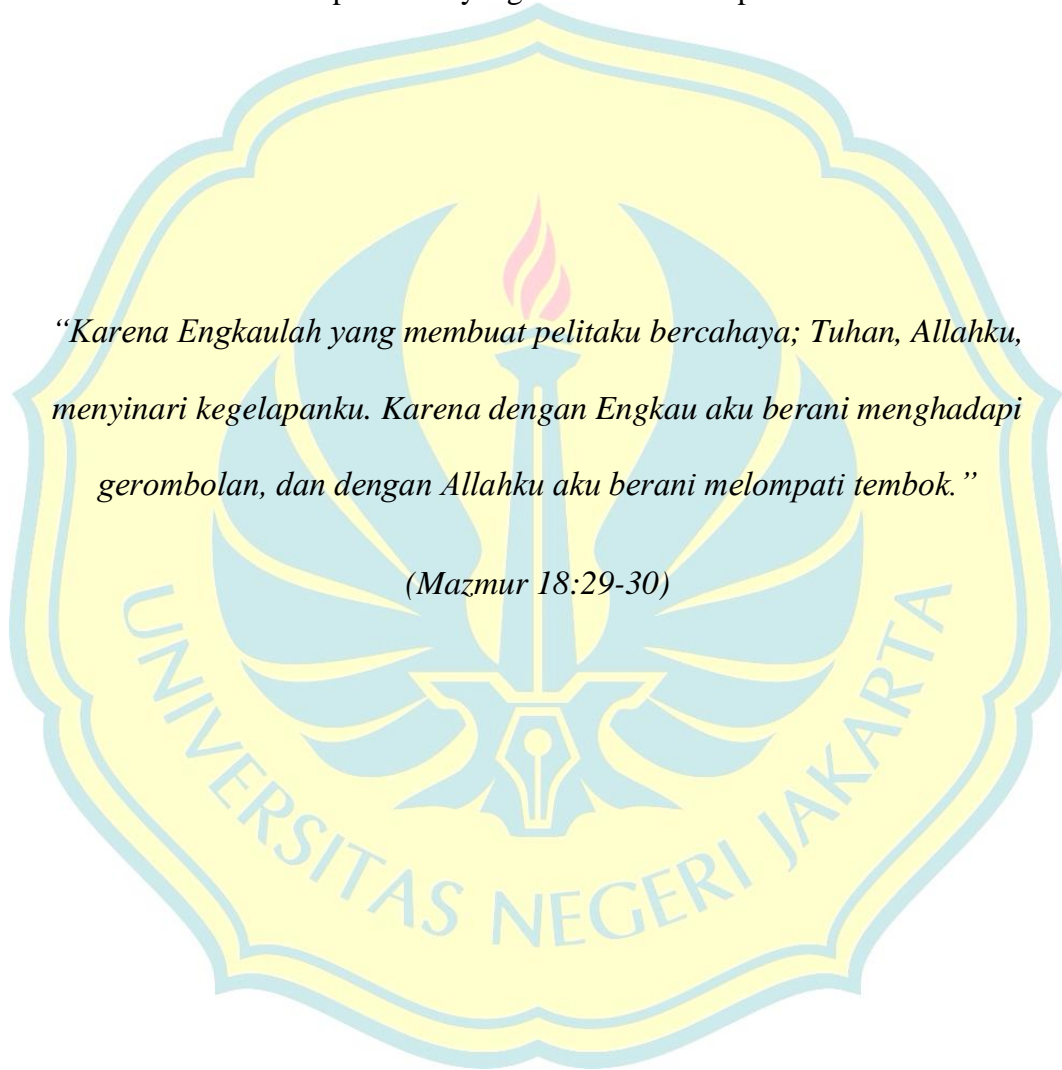 “Karena Engkaulah yang membuat pelitaku bercahaya; Tuhan, Allahku,
menyinari kegelapanku. Karena dengan Engkau aku berani menghadapi
gerombolan, dan dengan Allahku aku berani melompati tembok.”
(Mazmur 18:29-30)
UNIVERSITAS NEGERI JAKARTA